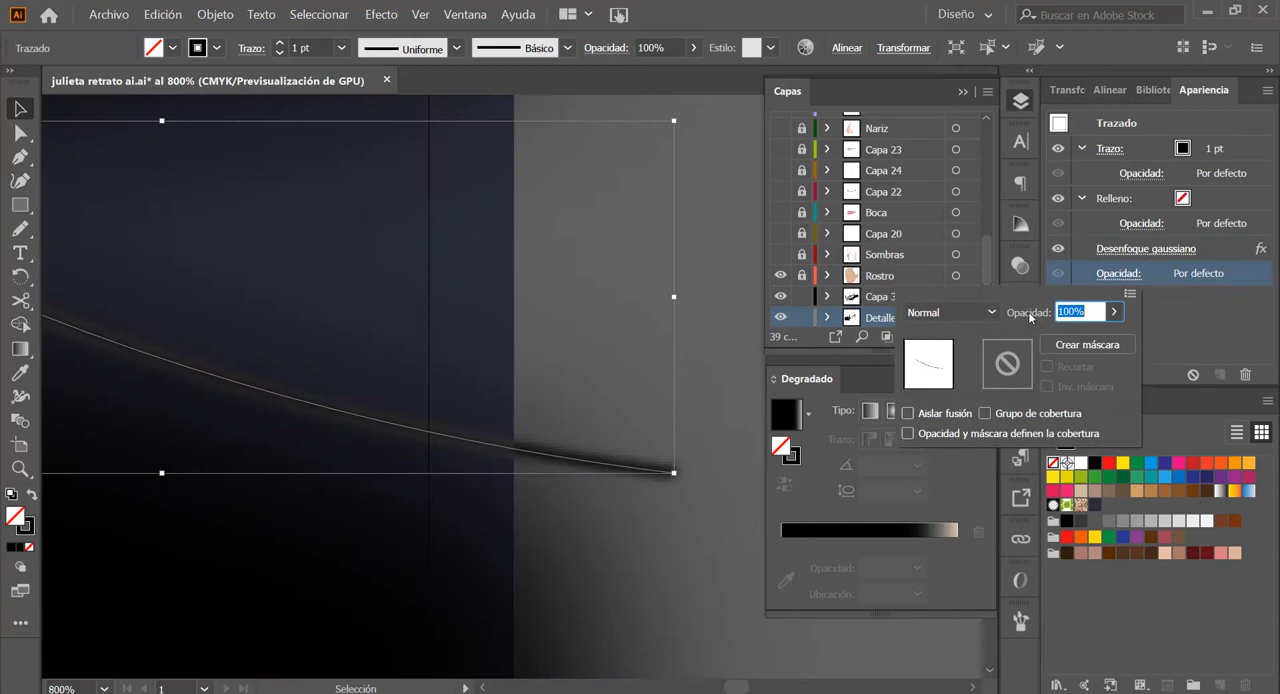 Ai Archivo Edición Objeto Texto Seleccionar Efecto Ver Ventana Ayuda Diseño Buscar en Adobe Stock
Trazado Trazo: 1 pt Uniforme Básico Opacidad: 100% Estilo: Alinear Transformar
julieta retrato ai.ai* al 800% (CMYK/Previsualización de GPU)
Capas
Nariz
Capa 23
Capa 24
Capa 22
Boca
Capa 20
Sombras
Rostro
Capa 3
Detalle
39 c...
Transfc Alinear Bibliote Apariencia
Trazado
Trazo: 1 pt
Opacidad: Por defecto
Relleno:
Opacidad: Por defecto
Desenfoque gaussiano fx
Opacidad: Por defecto
Normal Opacidad: 100%
Crear máscara
Recortar
Inv. máscara
Aislar fusión Grupo de cobertura
Opacidad y máscara definen la cobertura
Degradado
Tipo:
Trazo:
Opacidad:
Ubicación:
800% 1 Selección